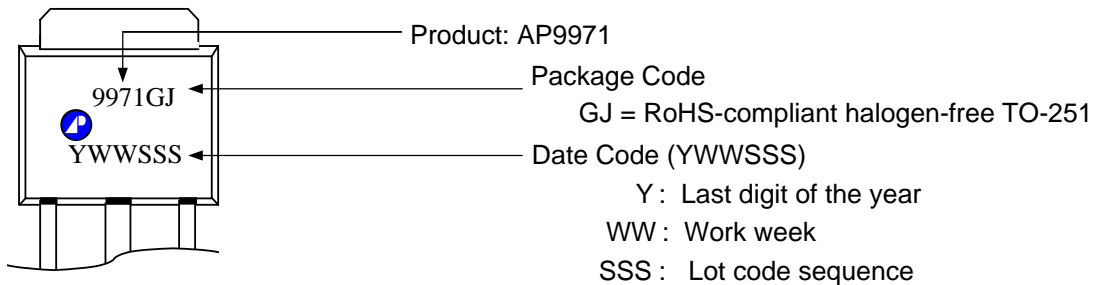 Product: AP9971
Package Code
9971GJ
GJ = RoHS-compliant halogen-free TO-251
YWWSSS
Date Code (YWWSSS)
Y : Last digit of the year
WW : Work week
SSS : Lot code sequence